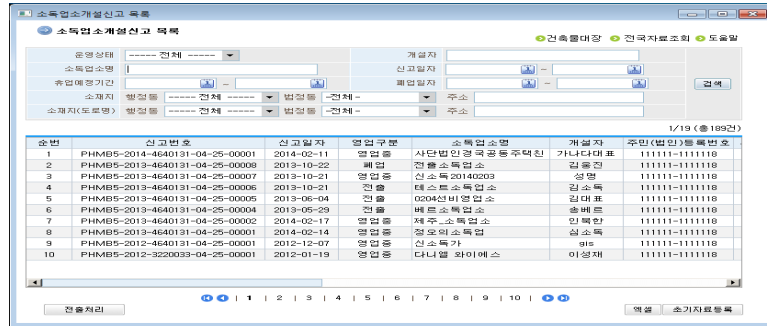 소독업소개설신고 목록
소독업소개설신고 목록
건축물대장 전국자료조회 도움말
운영상태 ----- 전체 ----- 개설자
소독업소명 신고일자 ~
휴업예정기간 ~ 폐업일자 ~ 검색
소재지 행정동 ----- 전체 ----- 법정동 -전체- 주소
소재지(도로명) 행정동 ----- 전체 ----- 법정동 -전체- 주소
1/19 (총189건)
순번 신고번호 신고일자 영업구분 소독업소명 개설자 주민(법인)등록번호
1 PHMB5-2014-4640131-04-25-00001 2014-02-11 영업중 사단법인경국공동주택친 가나다대표 111111-1111118
2 PHMB5-2013-4640131-04-25-00008 2013-10-22 폐업 전출소독업소 김웅진 111111-1111118
3 PHMB5-2013-4640131-04-25-00007 2013-10-21 영업중 신소독20140203 성명 111111-1111118
4 PHMB5-2013-4640131-04-25-00006 2013-10-21 전출 테스트소독업소 김소독 111111-1111118
5 PHMB5-2013-4640131-04-25-00005 2013-06-04 전출 0204선비영업소 김대표 111111-1111118
6 PHMB5-2013-4640131-04-25-00004 2013-05-29 전출 베르소독업소 송베르 111111-1111118
7 PHMB5-2013-4640131-04-25-00002 2014-02-17 영업중 제주_소독업소 민복한 111111-1111118
8 PHMB5-2014-4640131-04-25-00001 2014-02-14 영업중 정모의소독업 심소독 111111-1111118
9 PHMB5-2012-4640131-04-25-00001 2012-12-07 영업중 신소독가 gis 111111-1111118
10 PHMB5-2012-3220033-04-25-00001 2012-01-19 영업중 다니엘 와이에스 이성재 111111-1111118
| 1 | 2 | 3 | 4 | 5 | 6 | 7 | 8 | 9 | 10 |
전출처리 엑셀 초기자료등록